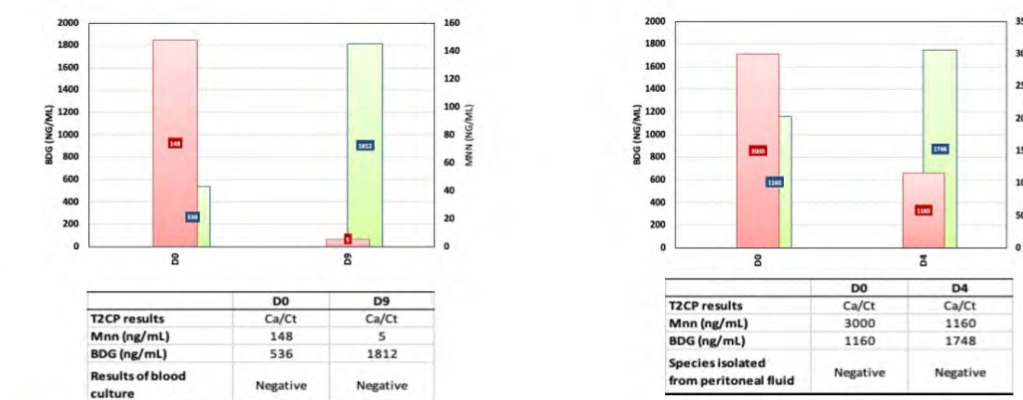 2000
1800
1600
1400
1200
1000
800
600
400
200
0
BDG (NG/ML)
148
536
1812
5
160
140
120
100
80
60
40
20
0
MNN (NG/ML)
D0
D9
D0 D9
T2CP results Ca/Ct Ca/Ct
Mnn (ng/mL) 148 5
BDG (ng/mL) 536 1812
Results of blood
culture Negative Negative
2000
1800
1600
1400
1200
1000
800
600
400
200
0
BDG (NG/ML)
3000
1160
1748
1160
D0
D4
0
D0 D4
T2CP results Ca/Ct Ca/Ct
Mnn (ng/mL) 3000 1160
BDG (ng/mL) 1160 1748
Species isolated
from peritoneal fluid Negative Negative